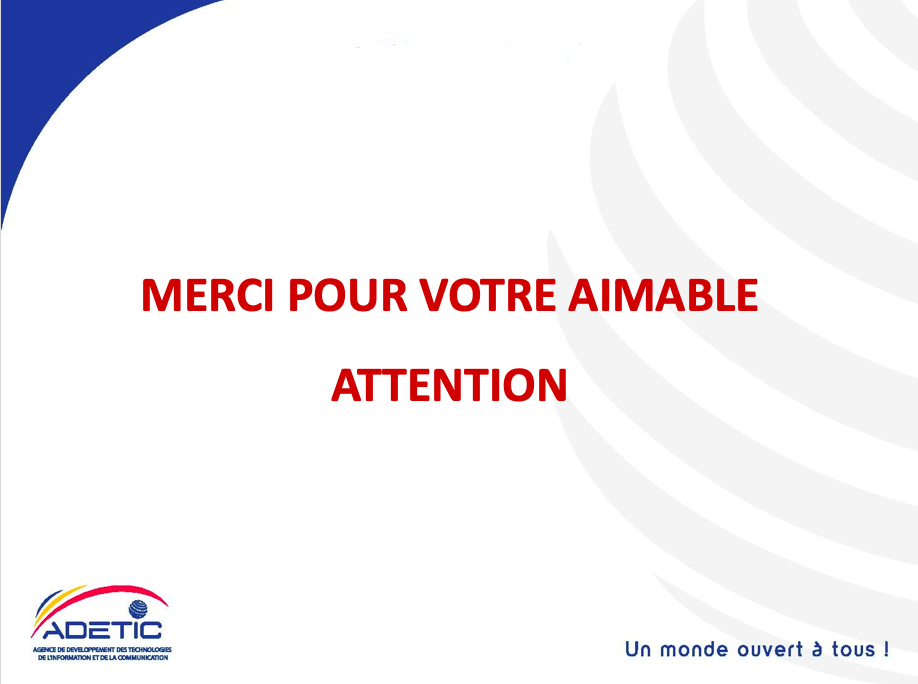 MERCI POUR VOTRE AIMABLE
ATTENTION
ADETIC
AGENCE DE DEVELOPPEMENT DES TECHNOLOGIES
DE L'INFORMATION ET DE LA COMMUNICATION
Un monde ouvert à tous !